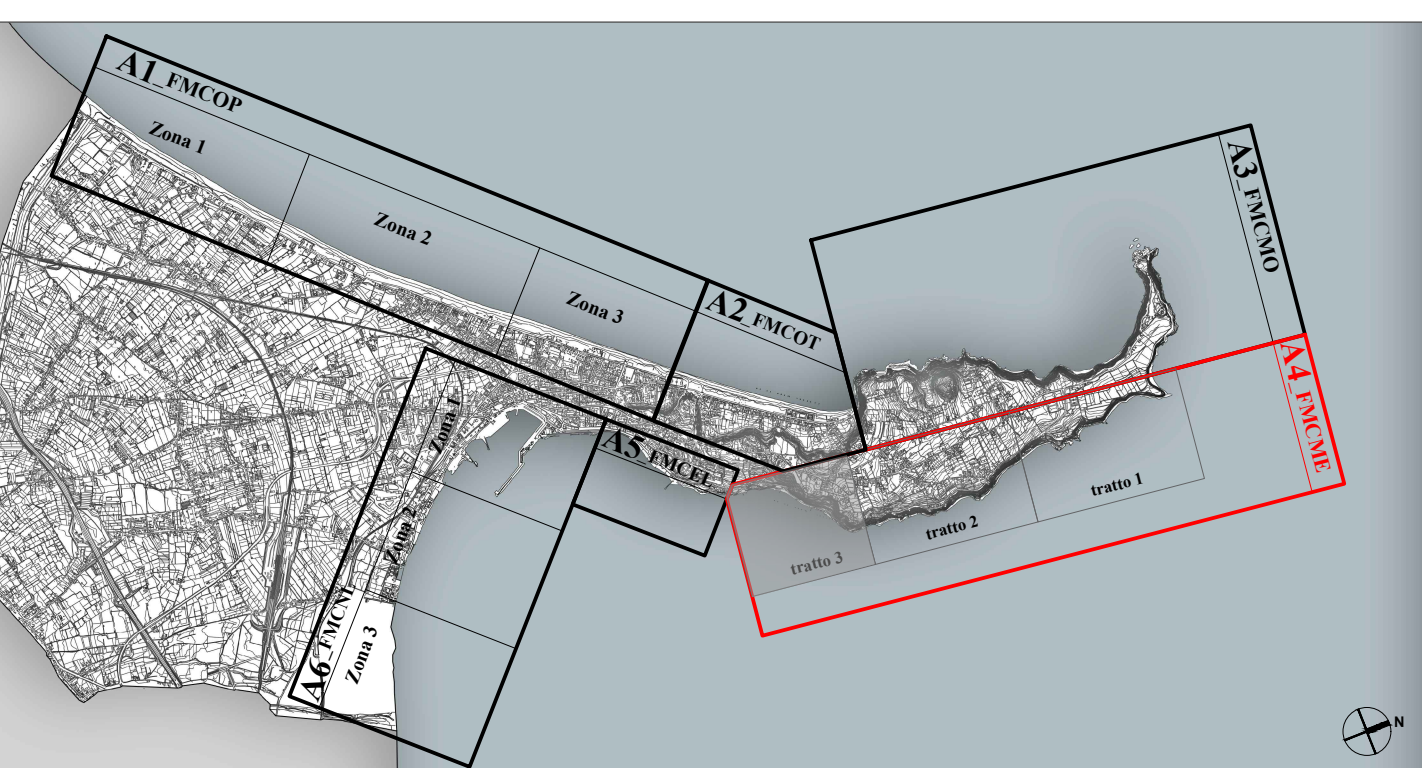 A1_FMCOP
Zona 1
Zona 2
Zona 3
A2_FMCOT
A3_FMCMO
A4_FMCME
tratto 1
tratto 2
tratto 3
A5_FMCEL
Zona 1
Zona 2
Zona 3
A6_FMCNL
N